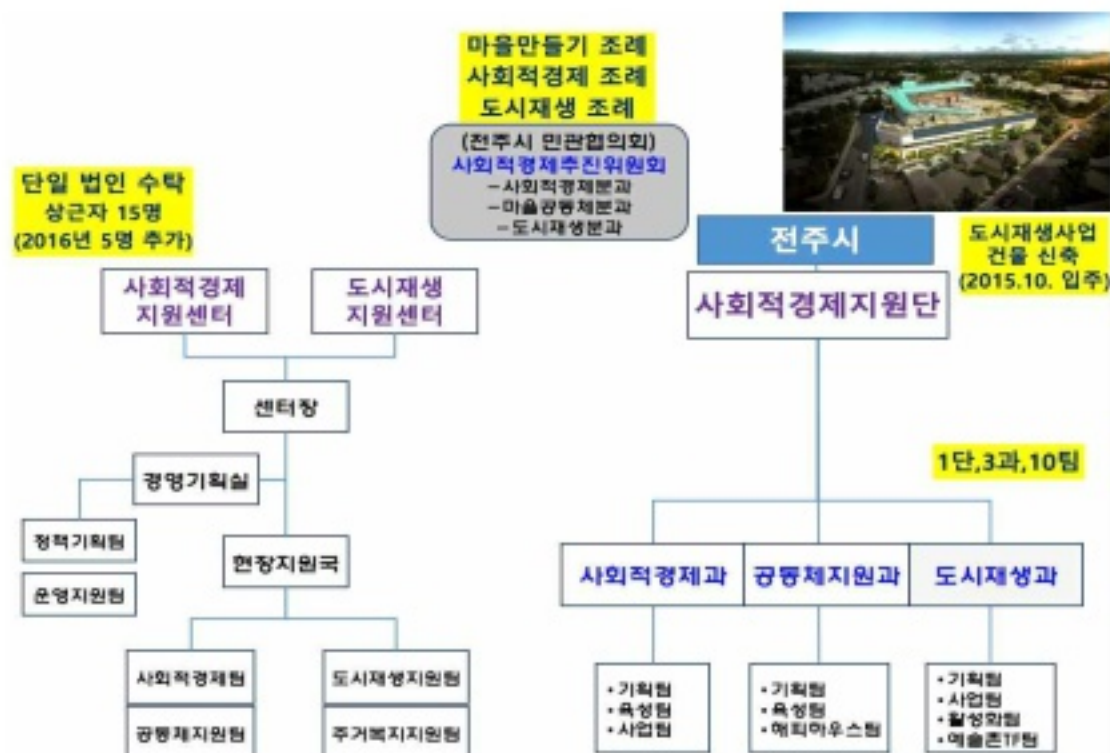 마을만들기 조례
사회적경제 조례
도시재생 조례
(전주시 민관협의회)
사회적경제추진위원회
-사회적경제분과
-마을공동체분과
-도시재생분과
단일 법인 수탁
상근자 15명
(2016년 5명 추가)
사회적경제
지원센터
도시재생
지원센터
센터장
경영기획실
정책기획팀
운영지원팀
현장지원국
사회적경제팀
공동체지원팀
도시재생지원팀
주거복지지원팀
전주시
사회적경제지원단
도시재생사업
건물 신축
(2015.10. 입주)
1단,3과,10팀
사회적경제과
공동체지원과
도시재생과
• 기획팀
• 육성팀
• 사업팀
• 기획팀
• 육성팀
• 해피하우스팀
• 기획팀
• 사업팀
• 활성화팀
• 예술촌TF팀